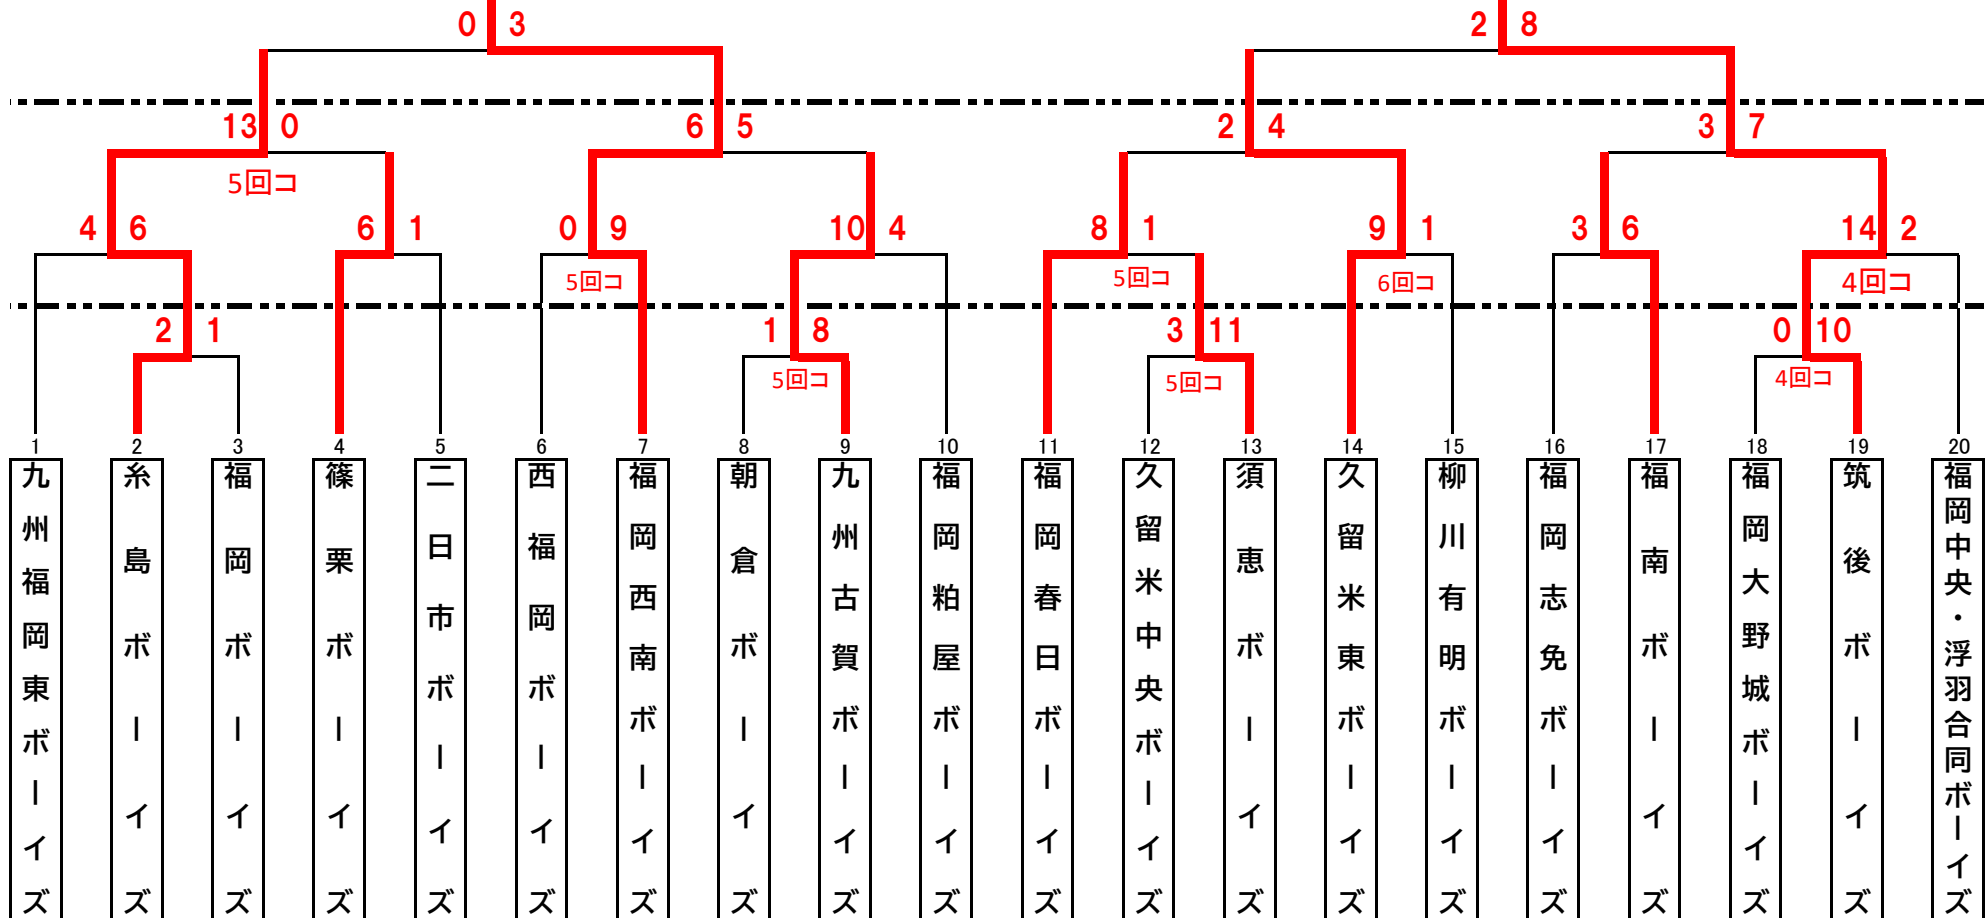 0 3 2 8
13 0 6 5 2 4 3 7
5回コ
4 6 6 1 0 9 10 4 8 1 9 1 3 6 14 2
5回コ 5回コ 6回コ 4回コ
2 1 1 8 3 11 0 10
5回コ 5回コ 4回コ
1 2 3 4 5 6 7 8 9 10 11 12 13 14 15 16 17 18 19 20
九州福岡東ボーイズ
糸島ボーイズ
福岡ボーイズ
篠栗ボーイズ
二日市ボーイズ
西福岡ボーイズ
福岡西南ボーイズ
朝倉ボーイズ
九州古賀ボーイズ
福岡粕屋ボーイズ
福岡春日ボーイズ
久留米中央ボーイズ
須恵ボーイズ
久留米東ボーイズ
柳川有明ボーイズ
福岡志免ボーイズ
福南ボーイズ
福岡大野城ボーイズ
筑後ボーイズ
福岡中央・浮羽合同ボーイズ